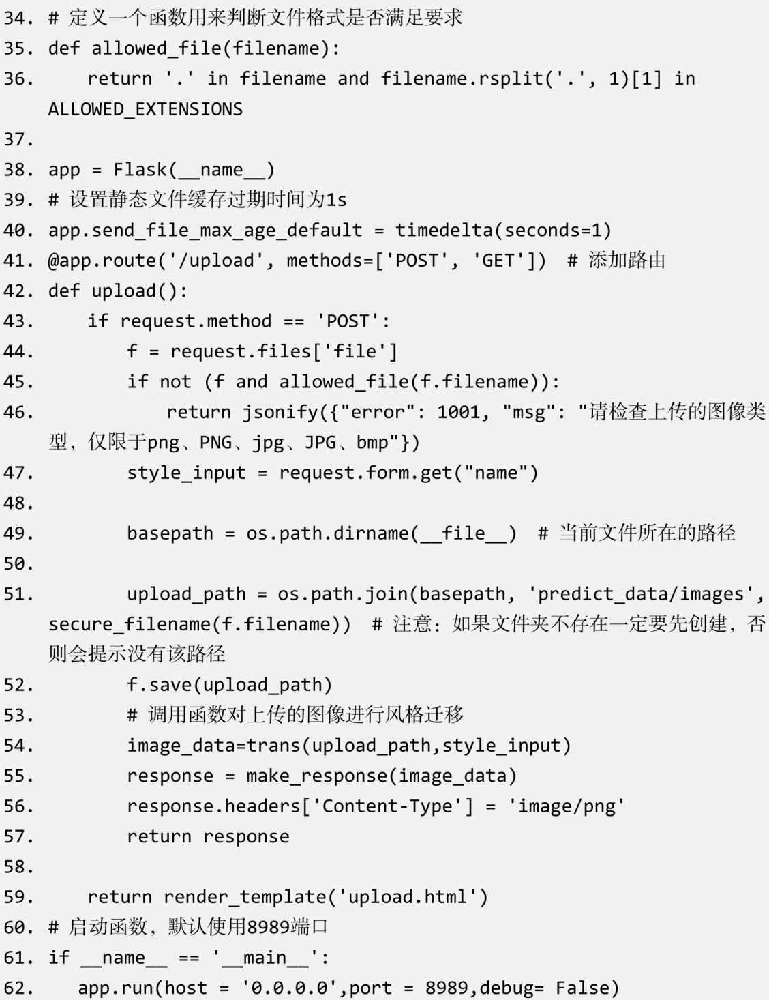 34. # 定义一个函数用来判断文件格式是否满足要求
35. def allowed_file(filename):
36.     return '.' in filename and filename.rsplit('.', 1)[1] in
ALLOWED_EXTENSIONS
37.
38. app = Flask(__name__)
39. # 设置静态文件缓存过期时间为1s
40. app.send_file_max_age_default = timedelta(seconds=1)
41. @app.route('/upload', methods=['POST', 'GET'])  # 添加路由
42. def upload():
43.     if request.method == 'POST':
44.         f = request.files['file']
45.         if not (f and allowed_file(f.filename)):
46.             return jsonify({"error": 1001, "msg": "请检查上传的图像类
型，仅限于png、PNG、jpg、JPG、bmp"})
47.         style_input = request.form.get("name")
48.
49.         basepath = os.path.dirname(__file__)  # 当前文件所在的路径
50.
51.         upload_path = os.path.join(basepath, 'predict_data/images',
secure_filename(f.filename))  # 注意：如果文件夹不存在一定要先创建，否
则会提示没有该路径
52.         f.save(upload_path)
53.         # 调用函数对上传的图像进行风格迁移
54.         image_data=trans(upload_path,style_input)
55.         response = make_response(image_data)
56.         response.headers['Content-Type'] = 'image/png'
57.         return response
58.
59.     return render_template('upload.html')
60. # 启动函数，默认使用8989端口
61. if __name__ == '__main__':
62.    app.run(host = '0.0.0.0',port = 8989,debug= False)